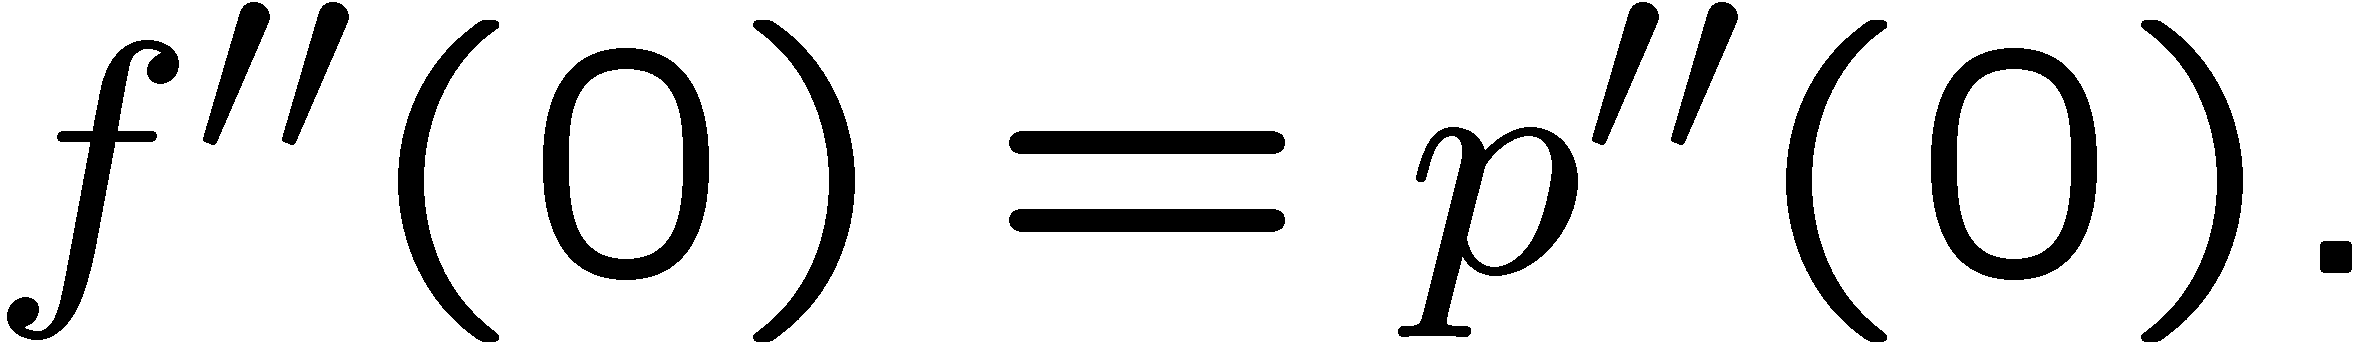 f′′(0) = p′′(0).